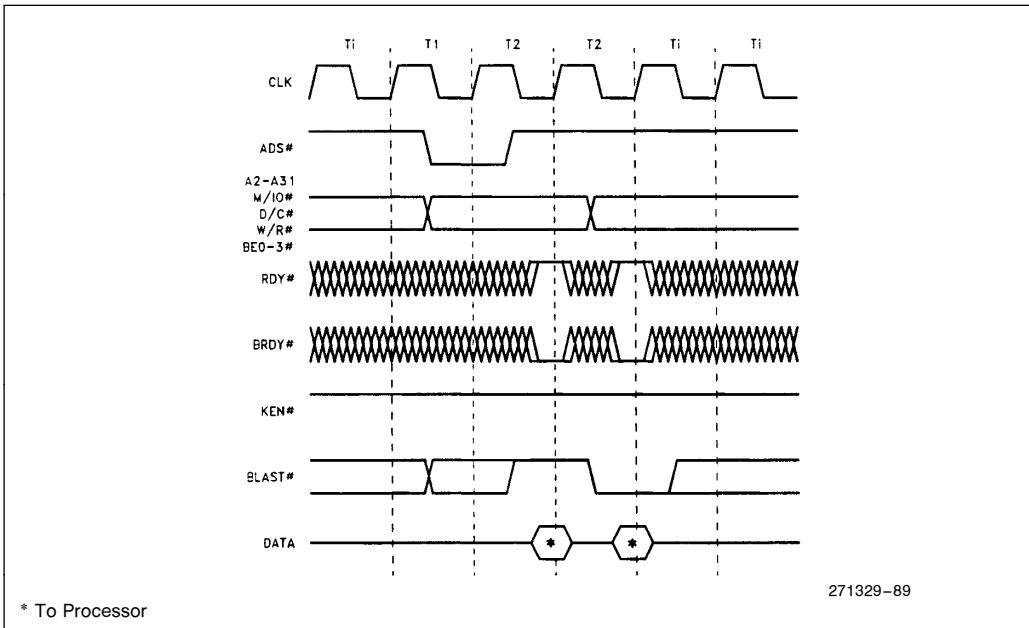 Ti T1 T2 T2 Ti Ti
CLK
ADS#
A2-A31
M/IO#
D/C#
W/R#
BE0-3#
RDY#
BRDY#
KEN#
BLAST#
DATA * *
271329–89
* To Processor